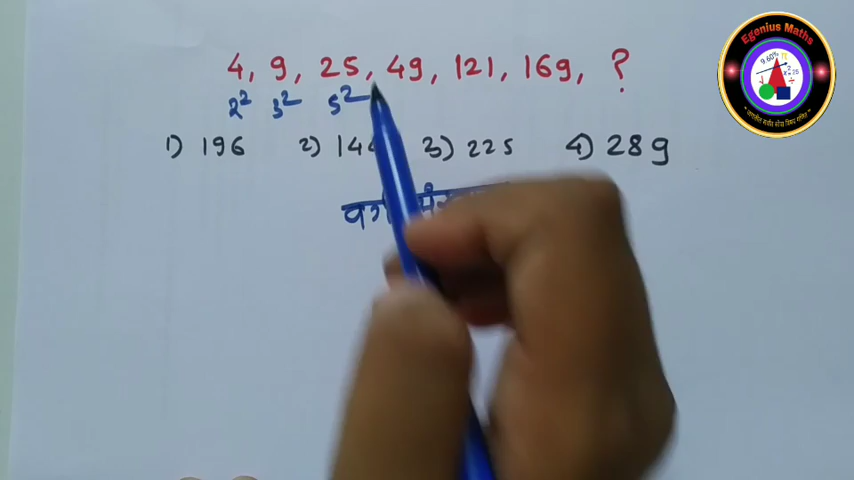 4, 9, 25, 49, 121, 169, ?
2² 3² 5²
1) 196 2) 144 3) 225 4) 289
Egenius Maths